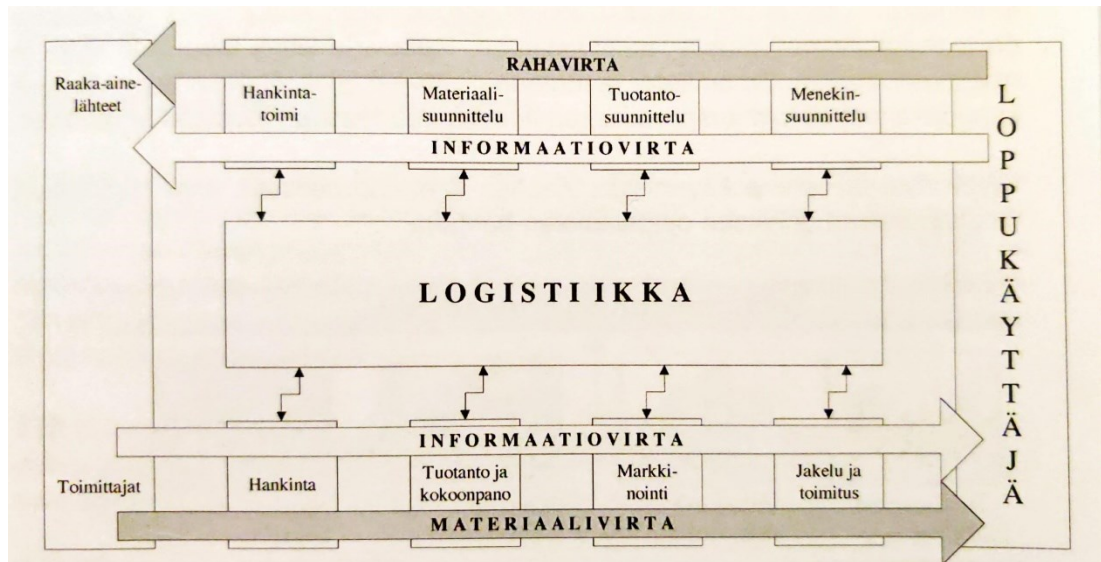 RAHAVIRTA
Raaka-aine-
lähteet
Hankinta-
toimi
Materiaali-
suunnittelu
Tuotanto-
suunnittelu
Menekin-
suunnittelu
INFORMAATIOVIRTA
LOGISTIIKKA
LOPPUKÄYTTÄJÄ
INFORMAATIOVIRTA
Toimittajat
Hankinta
Tuotanto ja
kokoonpano
Markki-
nointi
Jakelu ja
toimitus
MATERIAALIVIRTA